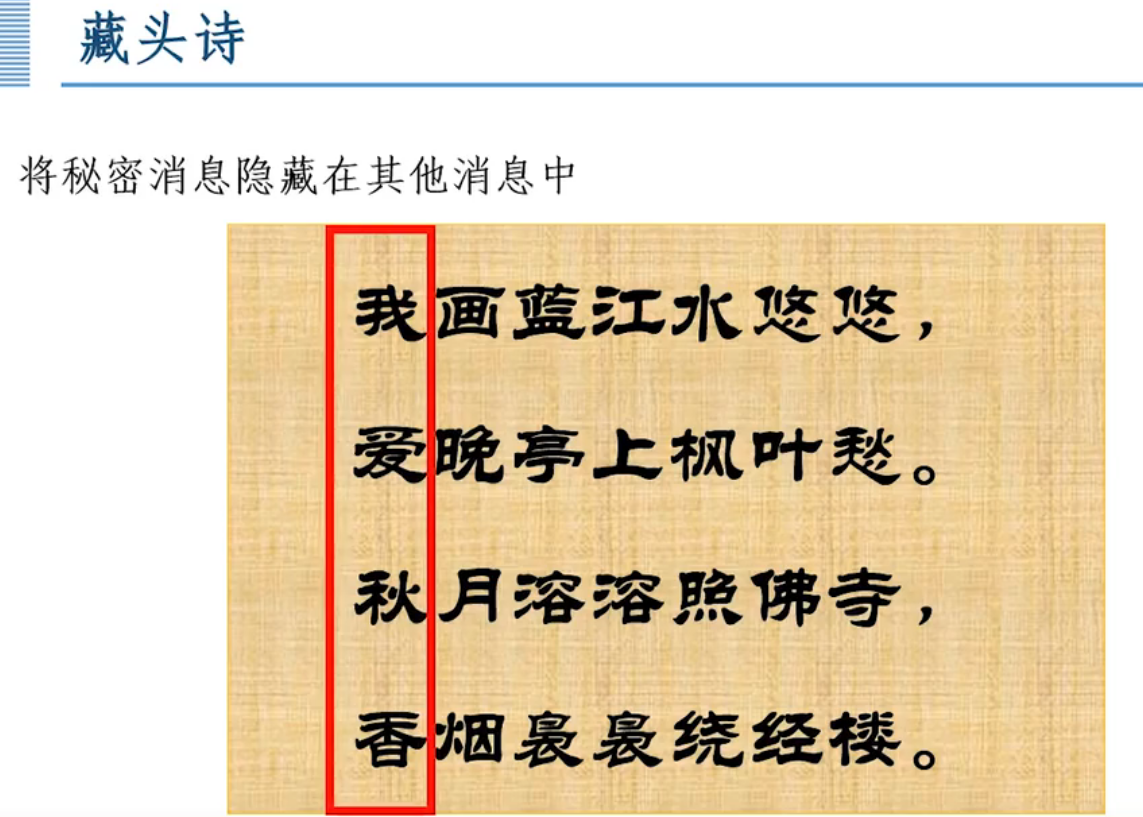 藏头诗
将秘密消息隐藏在其他消息中
我画蓝江水悠悠，
爱晚亭上枫叶愁。
秋月溶溶照佛寺，
香烟袅袅绕经楼。